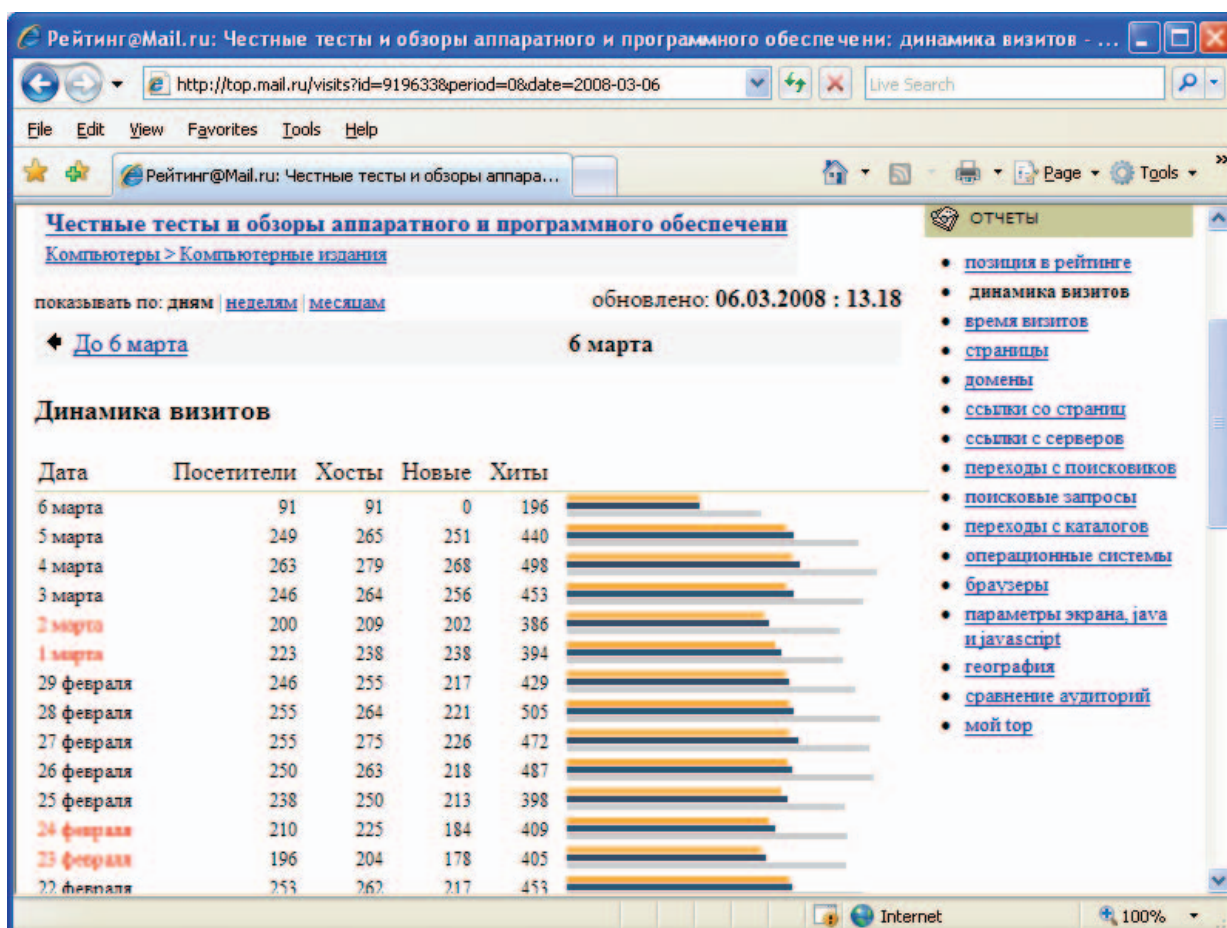 Рейтинг@Mail.ru: Честные тесты и обзоры аппаратного и программного обеспечени: динамика визитов - ...
http://top.mail.ru/visits?id=919633&period=0&date=2008-03-06
Live Search
File Edit View Favorites Tools Help
Рейтинг@Mail.ru: Честные тесты и обзоры аппара...
Page Tools »
Честные тесты и обзоры аппаратного и программного обеспечени
Компьютеры > Компьютерные издания
показывать по: дням | неделям | месяцам
обновлено: 06.03.2008 : 13.18
До 6 марта
6 марта
Динамика визитов
Дата Посетители Хосты Новые Хиты
6 марта 91 91 0 196
5 марта 249 265 251 440
4 марта 263 279 268 498
3 марта 246 264 256 453
2 марта 200 209 202 386
1 марта 223 238 238 394
29 февраля 246 255 217 429
28 февраля 255 264 221 505
27 февраля 255 275 226 472
26 февраля 250 263 218 487
25 февраля 238 250 213 398
24 февраля 210 225 184 409
23 февраля 196 204 178 405
22 февраля 253 262 217 453
ОТЧЕТЫ
позиция в рейтинге
динамика визитов
время визитов
страницы
домены
ссылки со страниц
ссылки с серверов
переходы с поисковиков
поисковые запросы
переходы с каталогов
операционные системы
браузеры
параметры экрана, java
и javascript
география
сравнение аудиторий
мой top
Internet
100%